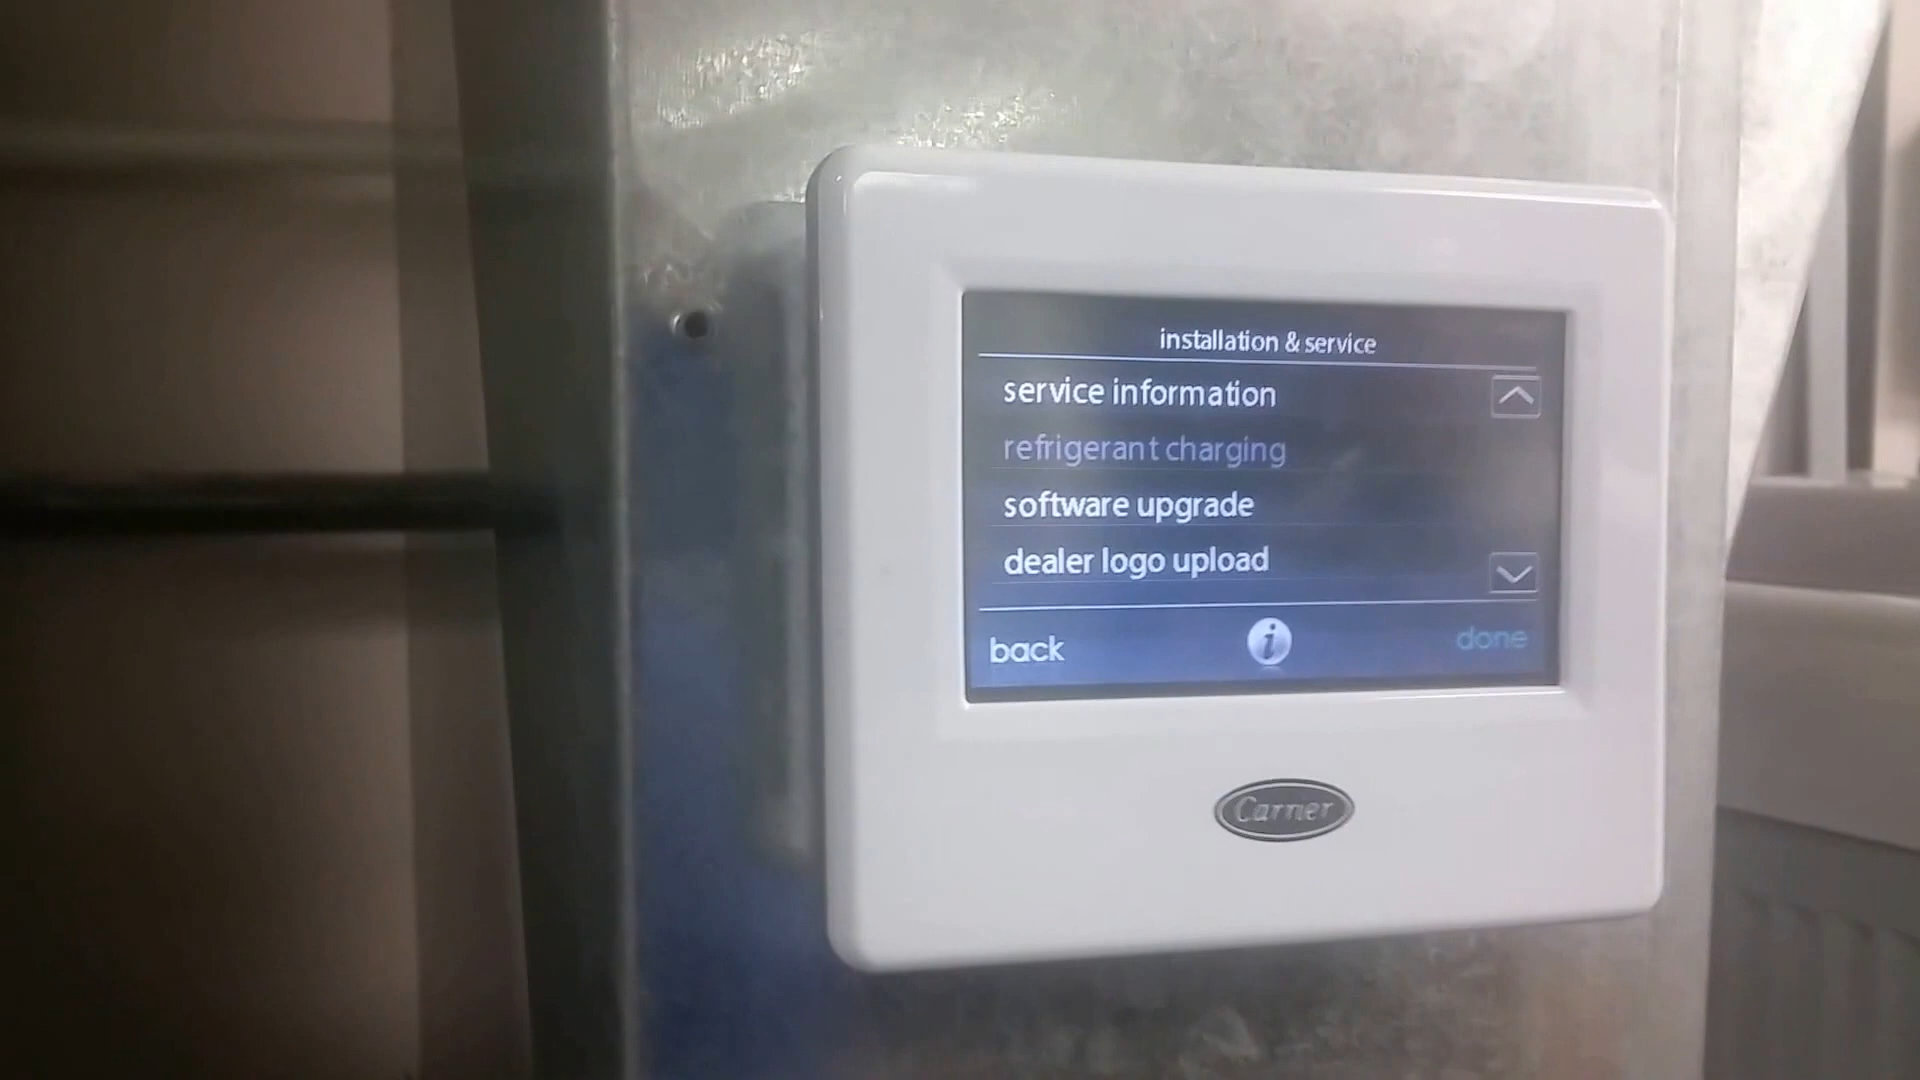 installation & service
service information
refrigerant charging
software upgrade
dealer logo upload
back
i
done
Carrier